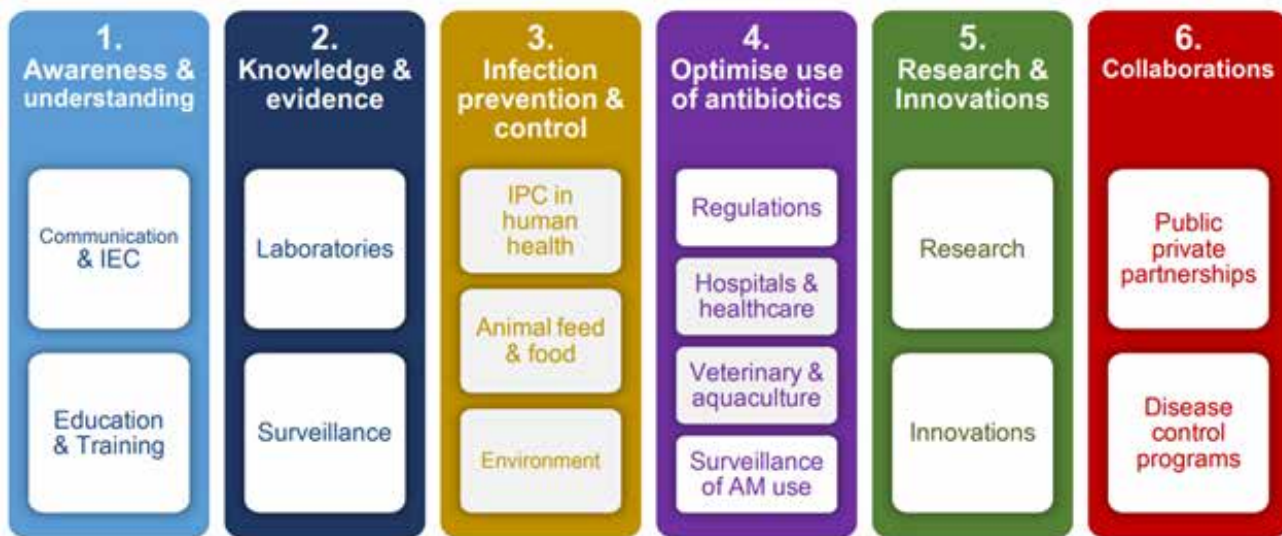 1.
Awareness &
understanding
Communication
& IEC
Education
& Training
2.
Knowledge &
evidence
Laboratories
Surveillance
3.
Infection
prevention &
control
IPC in
human
health
Animal feed
& food
Environment
4.
Optimise use
of antibiotics
Regulations
Hospitals &
healthcare
Veterinary &
aquaculture
Surveillance
of AM use
5.
Research &
Innovations
Research
Innovations
6.
Collaborations
Public
private
partnerships
Disease
control
programs